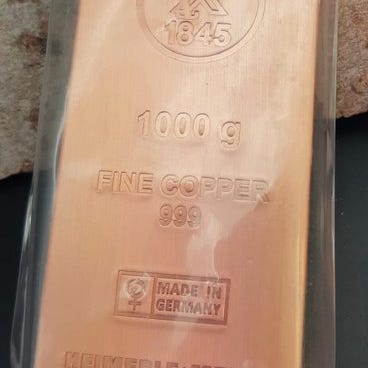 1845
1000 g
FINE COPPER
999
MADE IN
GERMANY